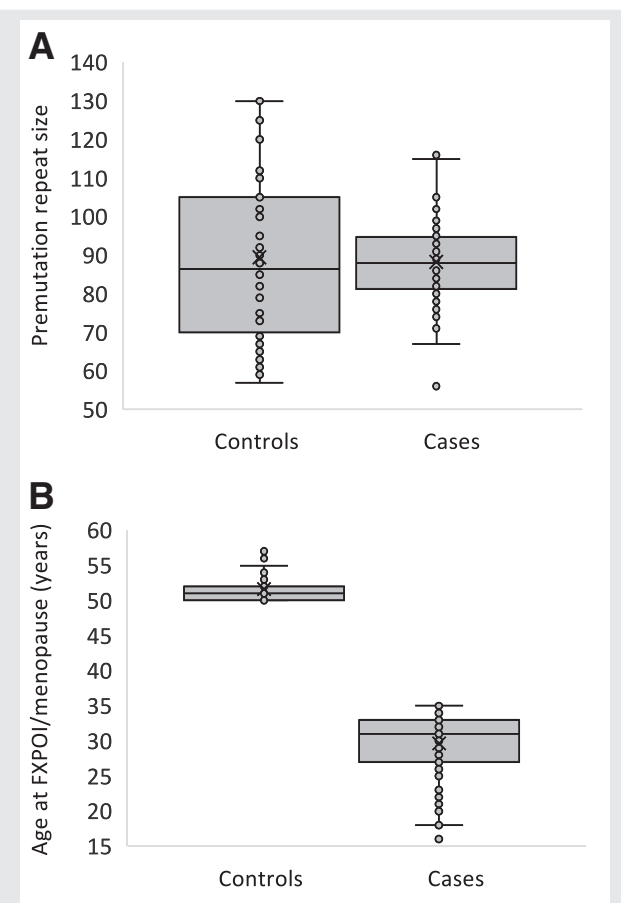 A
Premutation repeat size
140
130
120
110
100
90
80
70
60
50
Controls
Cases
B
Age at FXPOI/menopause (years)
60
55
50
45
40
35
30
25
20
15
Controls
Cases